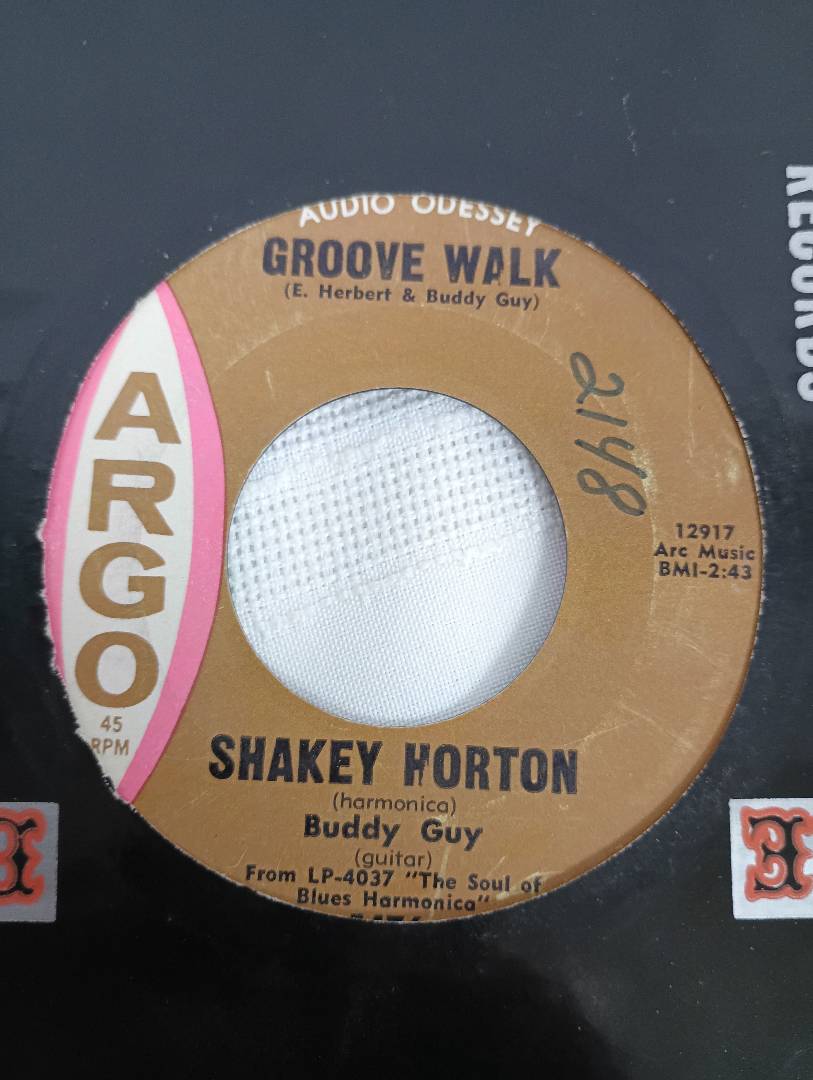 AUDIO ODESSEY
GROOVE WALK
(E. Herbert & Buddy Guy)
2148
ARGO
45
RPM
12917
Arc Music
BMI-2:43
SHAKEY HORTON
(harmonica)
Buddy Guy
(guitar)
From LP-4037 "The Soul of
Blues Harmonica"
RECORDS